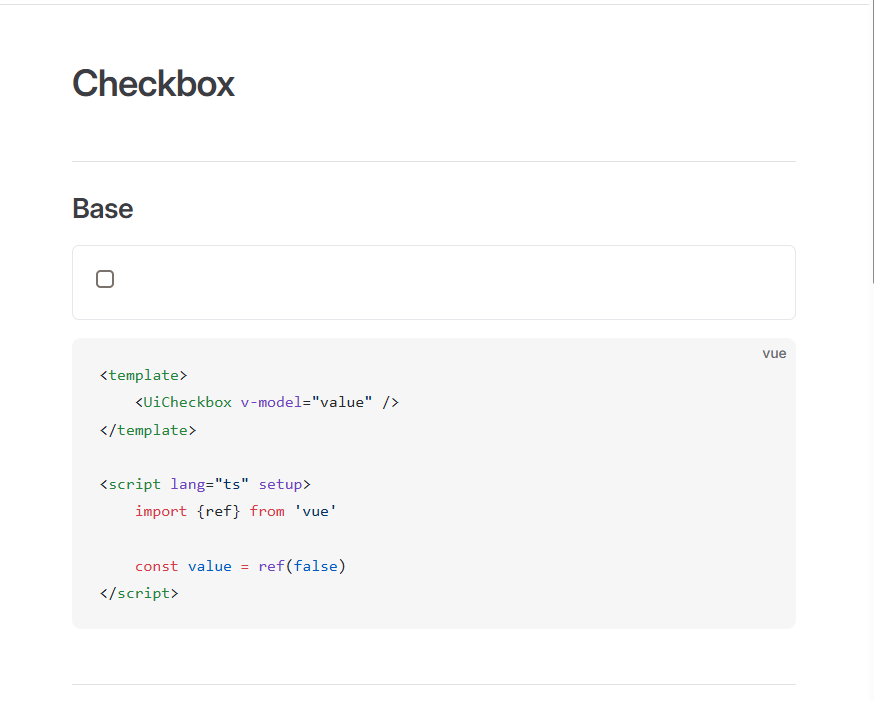 Checkbox
Base
vue
<template>
    <UiCheckbox v-model="value" />
</template>

<script lang="ts" setup>
    import {ref} from 'vue'

    const value = ref(false)
</script>